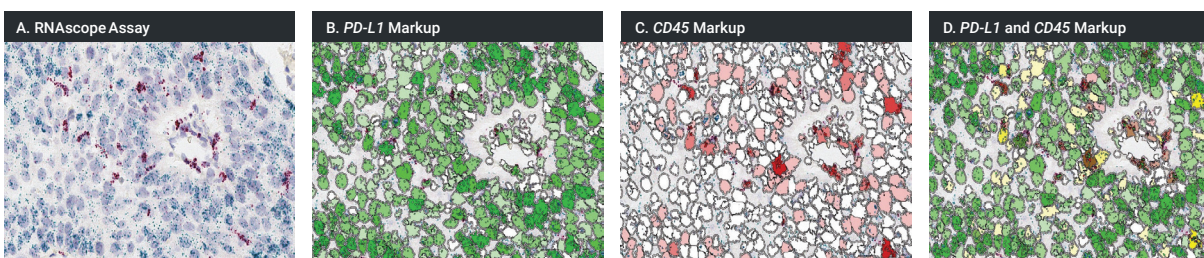 A. RNAscope Assay
B. PD-L1 Markup
C. CD45 Markup
D. PD-L1 and CD45 Markup